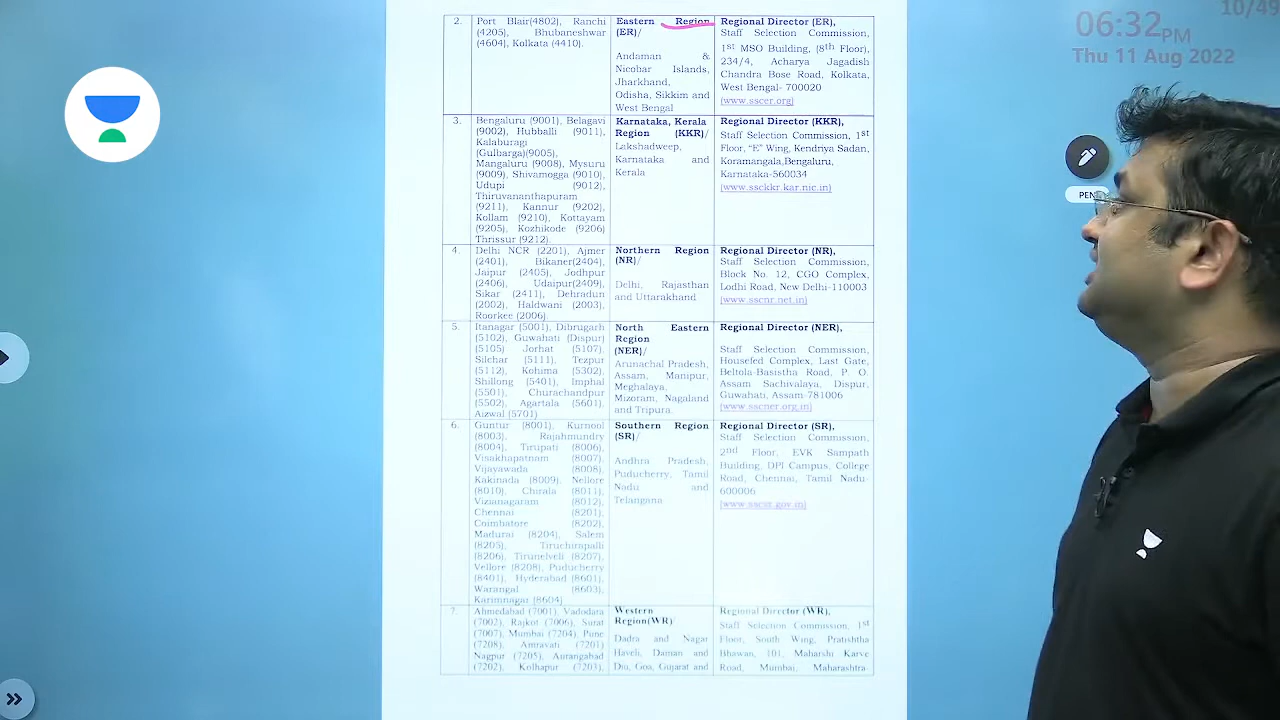 10/49
06:32PM
Thu 11 Aug 2022
PEN
2.
Port Blair(4802), Ranchi
(4205), Bhubaneshwar
(4604), Kolkata (4410).
Eastern Region
(ER)/
Andaman &
Nicobar Islands,
Jharkhand,
Odisha, Sikkim and
West Bengal
Regional Director (ER),
Staff Selection Commission,
1st MSO Building, (8th Floor),
234/4, Acharya Jagadish
Chandra Bose Road, Kolkata,
West Bengal- 700020
(www.sscer.org)
3.
Bengaluru (9001), Belagavi
(9002), Hubballi (9011),
Kalaburagi
(Gulbarga)(9005),
Mangaluru (9008), Mysuru
(9009), Shivamogga (9010),
Udupi (9012),
Thiruvananthapuram
(9211), Kannur (9202),
Kollam (9210), Kottayam
(9205), Kozhikode (9206)
Thrissur (9212).
Karnataka, Kerala
Region (KKR)/
Lakshadweep,
Karnataka and
Kerala
Regional Director (KKR),
Staff Selection Commission, 1st
Floor, “E” Wing, Kendriya Sadan,
Koramangala,Bengaluru,
Karnataka-560034
(www.ssckkr.kar.nic.in)
4.
Delhi NCR (2201), Ajmer
(2401), Bikaner(2404),
Jaipur (2405), Jodhpur
(2406), Udaipur(2409),
Sikar (2411), Dehradun
(2002), Haldwani (2003),
Roorkee (2006).
Northern Region
(NR)/
Delhi, Rajasthan
and Uttarakhand
Regional Director (NR),
Staff Selection Commission,
Block No. 12, CGO Complex,
Lodhi Road, New Delhi-110003
(www.sscnr.net.in)
5.
Itanagar (5001), Dibrugarh
(5102), Guwahati (Dispur)
(5105) Jorhat (5107),
Silchar (5111), Tezpur
(5112), Kohima (5302),
Shillong (5401), Imphal
(5501), Churachandpur
(5502), Agartala (5601),
Aizwal (5701)
North Eastern
Region
(NER)/
Arunachal Pradesh,
Assam, Manipur,
Meghalaya,
Mizoram, Nagaland
and Tripura.
Regional Director (NER),
Staff Selection Commission,
Housefed Complex, Last Gate,
Beltola-Basistha Road, P. O.
Assam Sachivalaya, Dispur,
Guwahati, Assam-781006
(www.sscner.org.in)
6.
Guntur (8001), Kurnool
(8003), Rajahmundry
(8004), Tirupati (8006),
Visakhapatnam (8007),
Vijayawada (8008),
Kakinada (8009), Nellore
(8010), Chirala (8011),
Vizianagaram (8012),
Chennai (8201),
Coimbatore (8202),
Madurai (8204), Salem
(8205), Tiruchirapalli
(8206), Tirunelveli (8207),
Vellore (8208), Puducherry
(8401), Hyderabad (8601),
Warangal (8603),
Karimnagar (8604)
Southern Region
(SR)/
Andhra Pradesh,
Puducherry, Tamil
Nadu and
Telangana
Regional Director (SR),
Staff Selection Commission,
2nd Floor, EVK Sampath
Building, DPI Campus, College
Road, Chennai, Tamil Nadu-
600006
(www.sscsr.gov.in)
7.
Ahmedabad (7001), Vadodara
(7002), Rajkot (7006), Surat
(7007), Mumbai (7204), Pune
(7208), Amravati (7201)
Nagpur (7205), Aurangabad
(7202), Kolhapur (7203),
Western
Region(WR)/
Dadra and Nagar
Haveli, Daman and
Diu, Goa, Gujarat and
Regional Director (WR),
Staff Selection Commission, 1st
Floor, South Wing, Pratishtha
Bhawan, 101, Maharshi Karve
Road, Mumbai, Maharashtra-